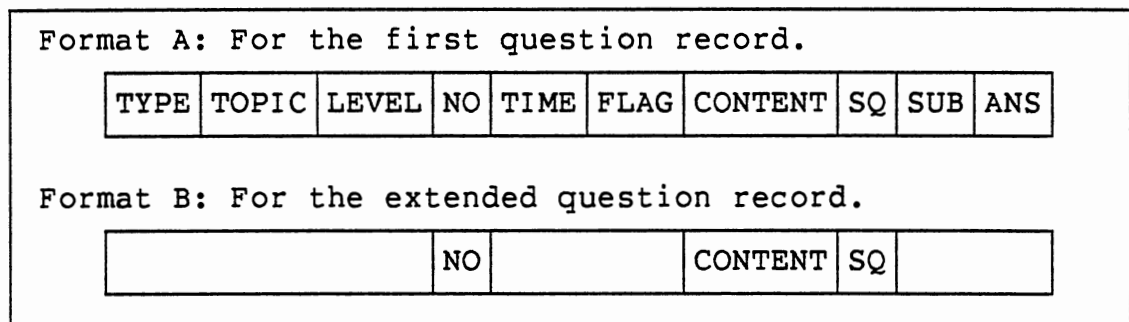 Format A: For the first question record.
TYPE TOPIC LEVEL NO TIME FLAG CONTENT SQ SUB ANS
Format B: For the extended question record.
NO CONTENT SQ